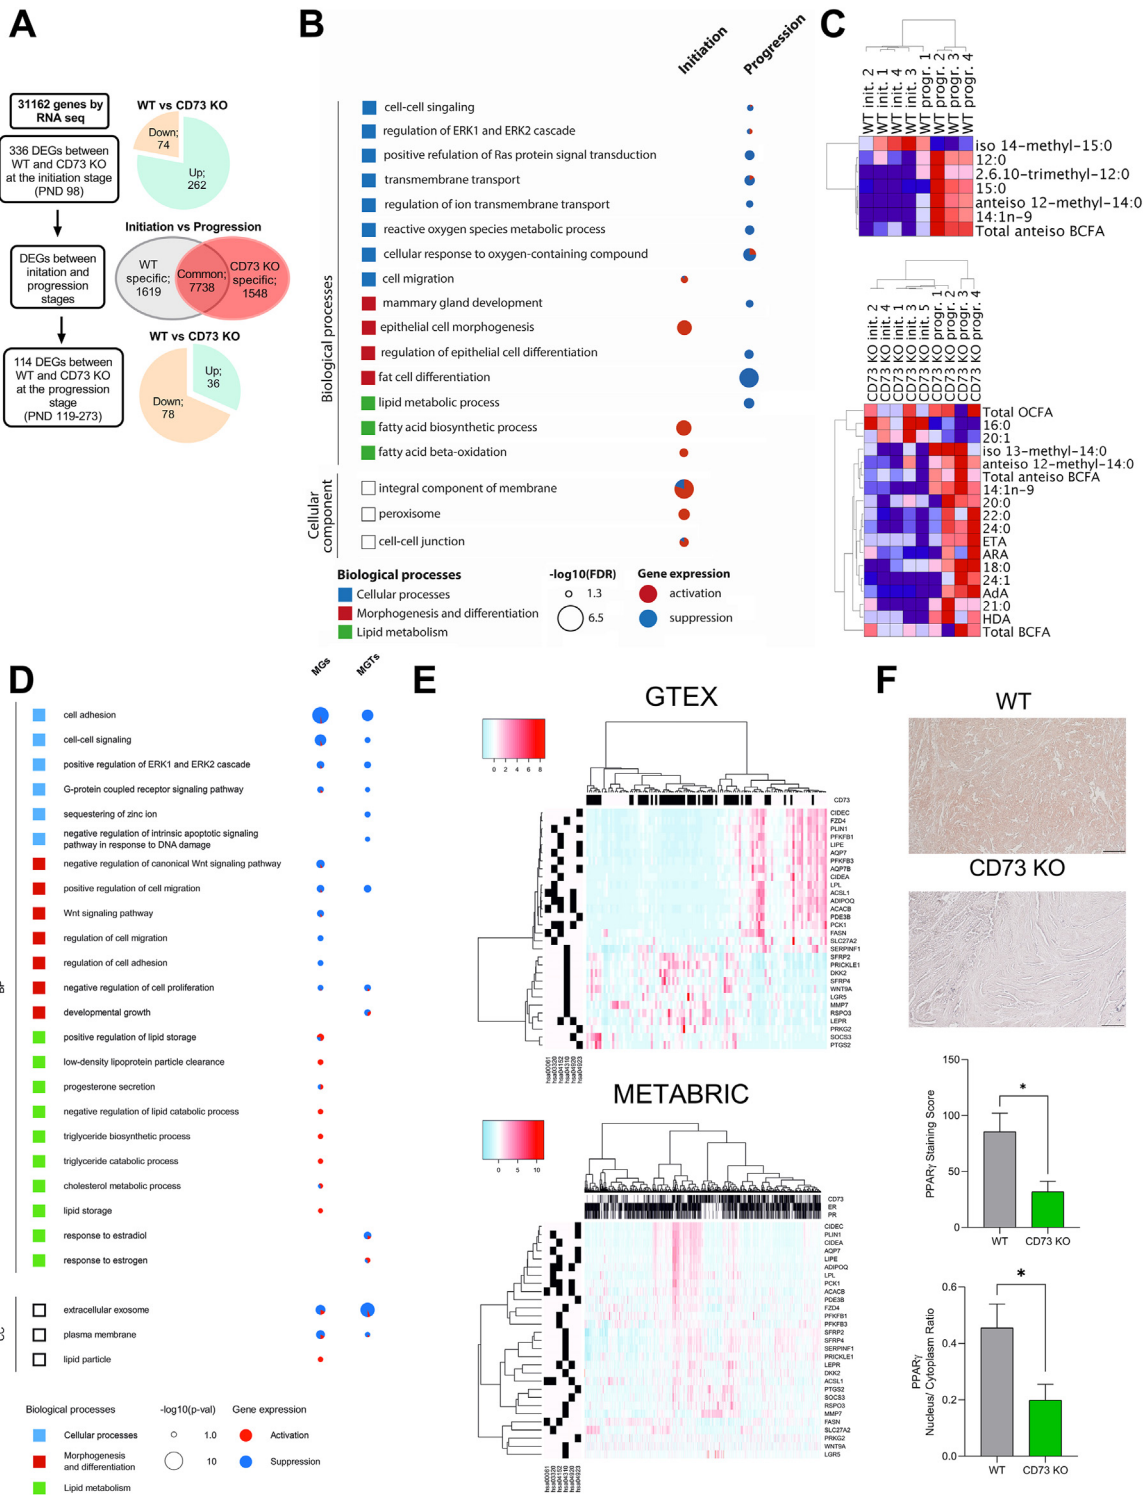 A
31162 genes by
RNA seq
336 DEGs between
WT and CD73 KO
at the initiation stage
(PND 98)
DEGs between
initation and
progression
stages
114 DEGs between
WT and CD73 KO
at the progression
stage
(PND 119-273)
WT vs CD73 KO
Down;
74
Up;
262
Initiation vs Progression
WT
specific;
1619
Common;
7738
CD73 KO
specific;
1548
WT vs CD73 KO
Up;
36
Down;
78
B
Initiation
Progression
Biological processes
cell-cell singaling
regulation of ERK1 and ERK2 cascade
positive refulation of Ras protein signal transduction
transmembrane transport
regulation of ion transmembrane transport
reactive oxygen species metabolic process
cellular response to oxygen-containing compound
cell migration
mammary gland development
epithelial cell morphogenesis
regulation of epithelial cell differentiation
fat cell differentiation
lipid metabolic process
fatty acid biosynthetic process
fatty acid beta-oxidation
Cellular
component
integral component of membrane
peroxisome
cell-cell junction
Biological processes
Cellular processes
Morphogenesis and differentiation
Lipid metabolism
-log10(FDR)
1.3
6.5
Gene expression
activation
suppression
C
WT init. 2
WT init. 1
WT init. 4
WT init. 3
WT progr. 1
WT progr. 2
WT progr. 3
WT progr. 4
iso 14-methyl-15:0
12:0
2.6.10-trimethyl-12:0
15:0
anteiso 12-methyl-14:0
14:1n-9
Total anteiso BCFA
CD73 KO init. 2
CD73 KO init. 4
CD73 KO init. 1
CD73 KO init. 3
CD73 KO init. 5
CD73 KO progr. 1
CD73 KO progr. 2
CD73 KO progr. 3
CD73 KO progr. 4
Total OCFA
16:0
20:1
iso 13-methyl-14:0
anteiso 12-methyl-14:0
Total anteiso BCFA
14:1n-9
20:0
22:0
24:0
ETA
ARA
18:0
24:1
AdA
21:0
HDA
Total BCFA
D
MGs
MGTs
BP
cell adhesion
cell-cell signaling
positive regulation of ERK1 and ERK2 cascade
G-protein coupled receptor signaling pathway
sequestering of zinc ion
negative regulation of intrinsic apoptotic signaling
pathway in response to DNA damage
negative regulation of canonical Wnt signaling pathway
positive regulation of cell migration
Wnt signaling pathway
regulation of cell migration
regulation of cell adhesion
negative regulation of cell proliferation
developmental growth
positive regulation of lipid storage
low-density lipoprotein particle clearance
progesterone secretion
negative regulation of lipid catabolic process
triglyceride biosynthetic process
triglyceride catabolic process
cholesterol metabolic process
lipid storage
response to estradiol
response to estrogen
CC
extracellular exosome
plasma membrane
lipid particle
Biological processes
Cellular processes
Morphogenesis
and differentiation
Lipid metabolism
-log10(p-val)
1.0
10
Gene expression
Activation
Suppression
E
GTEX
0 2 4 6 8
CD73
CIDEC
FZD4
PLIN1
PFKFB1
LIPE
AQP7
PFKFB3
AQP7B
CIDEA
LPL
ACSL1
ADIPOQ
ACACB
PDE3B
PCK1
FASN
SLC27A2
SERPINF1
SFRP2
PRICKLE1
DKK2
SFRP4
WNT9A
LGR5
MMP7
RSPO3
LEPR
PRKG2
SOCS3
PTGS2
hsa00061
hsa03320
hsa04152
hsa04310
hsa04920
hsa04923
METABRIC
0 5 10
CD73
ER
PR
CIDEC
PLIN1
CIDEA
AQP7
LIPE
ADIPOQ
LPL
PCK1
ACACB
PDE3B
FZD4
PFKFB1
PFKFB3
SFRP2
SFRP4
SERPINF1
PRICKLE1
LEPR
DKK2
ACSL1
PTGS2
SOCS3
RSPO3
MMP7
FASN
SLC27A2
PRKG2
WNT9A
LGR5
hsa00061
hsa03320
hsa04152
hsa04310
hsa04920
hsa04923
F
WT
CD73 KO
PPARγ Staining Score
150
100
50
0
*
WT
CD73 KO
PPARγ
Nucleus/ Cytoplasm Ratio
0.6
0.4
0.2
0.0
*
WT
CD73 KO